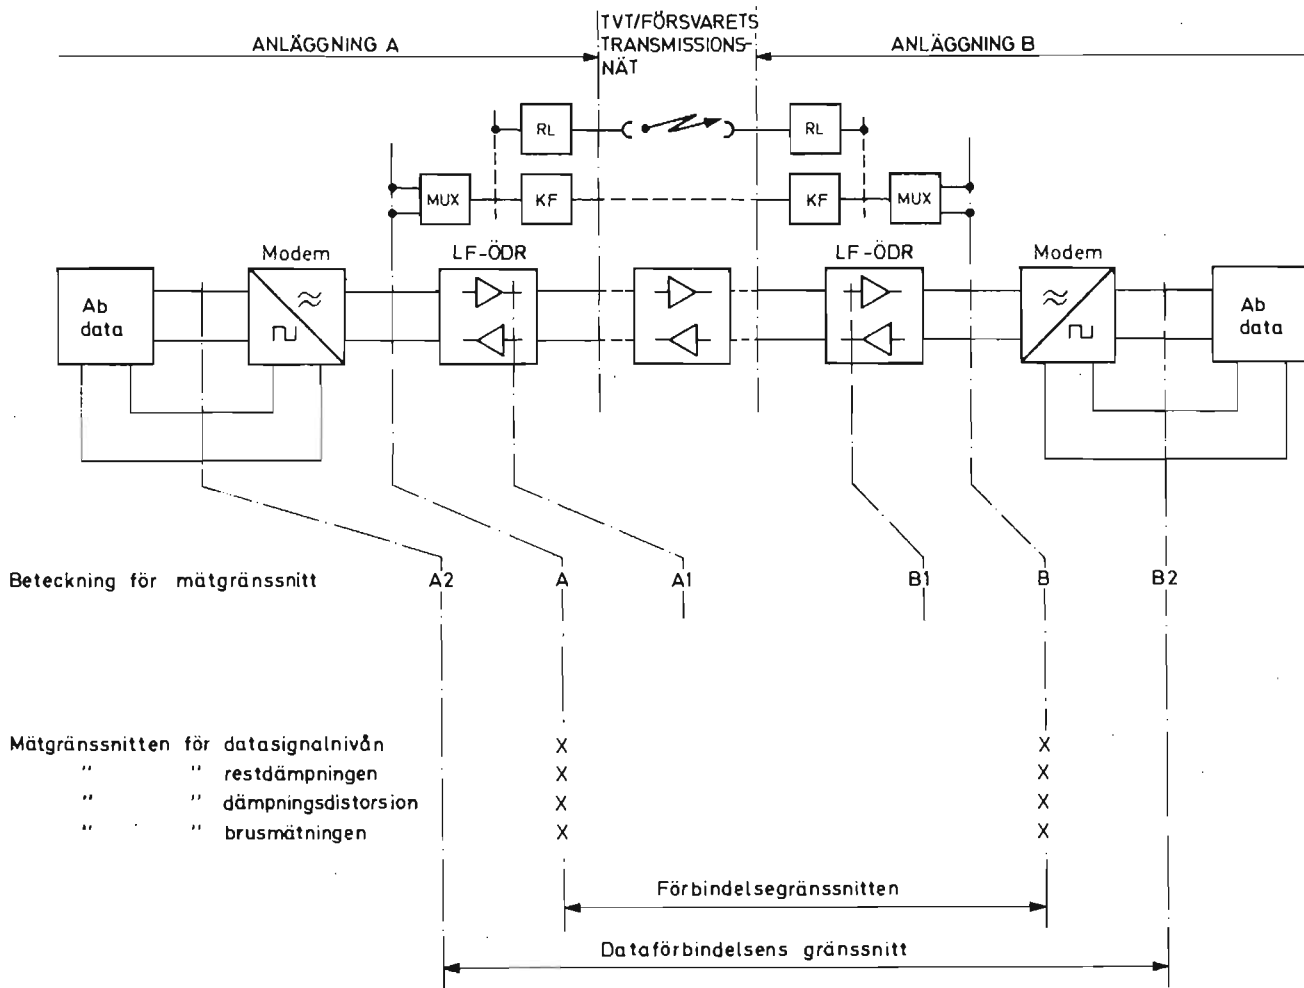 TVT/FÖRSVARETS
TRANSMISSIONS-
NÄT
ANLÄGGNING A
ANLÄGGNING B
RL
RL
MUX
KF
KF
MUX
Modem
LF-ÖDR
LF-ÖDR
Modem
Ab
data
Ab
data
Beteckning för mätgränssnitt A2 A A1 B1 B B2
Mätgränssnitten för datasignalnivån X X
" " restdämpningen X X
" " dämpningsdistorsion X X
" " brusmätningen X X
Förbindelsegränssnitten
Dataförbindelsens gränssnitt